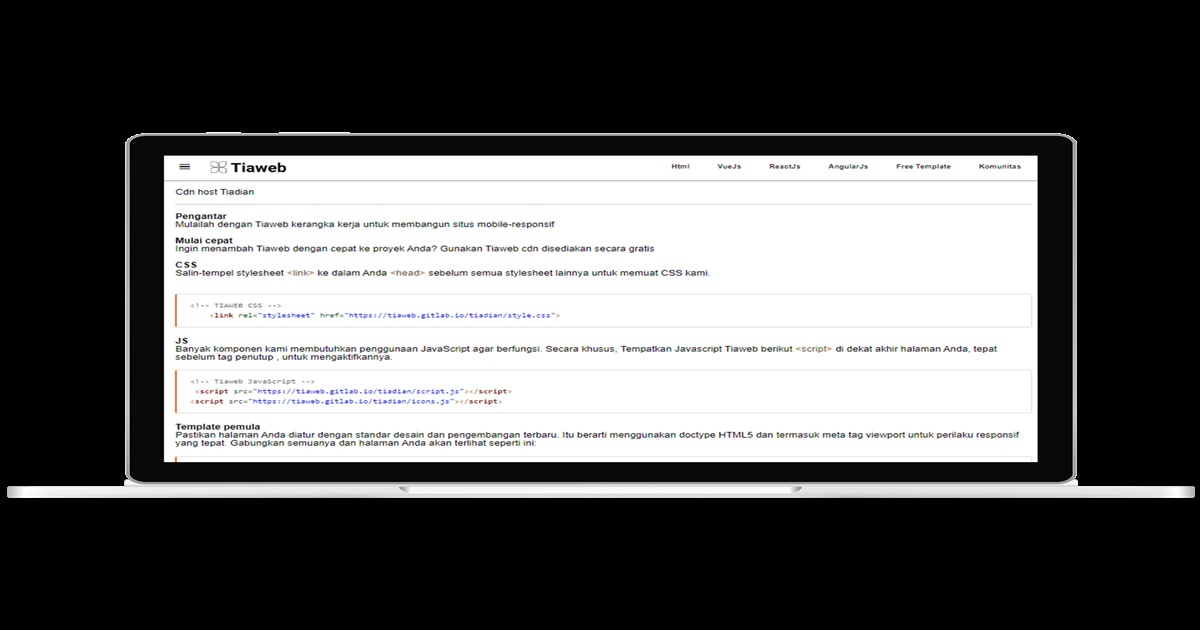 Tiaweb
Html VueJs ReactJs AngularJs Free Template Komunitas
Cdn host Tiadian
Pengantar
Mulailah dengan Tiaweb kerangka kerja untuk membangun situs mobile-responsif
Mulai cepat
Ingin menambah Tiaweb dengan cepat ke proyek Anda? Gunakan Tiaweb cdn disediakan secara gratis
CSS
Salin-tempel stylesheet <link> ke dalam Anda <head> sebelum semua stylesheet lainnya untuk memuat CSS kami.
<!-- TIAWEB CSS -->
<link rel="stylesheet" href="https://tiaweb.gitlab.io/tiadian/style.css">
JS
Banyak komponen kami membutuhkan penggunaan JavaScript agar berfungsi. Secara khusus, Tempatkan Javascript Tiaweb berikut <script> di dekat akhir halaman Anda, tepat
sebelum tag penutup , untuk mengaktifkannya.
<!-- Tiaweb JavaScript -->
<script src="https://tiaweb.gitlab.io/tiadian/script.js"></script>
<script src="https://tiaweb.gitlab.io/tiadian/icons.js"></script>
Template pemula
Pastikan halaman Anda diatur dengan standar desain dan pengembangan terbaru. Itu berarti menggunakan doctype HTML5 dan termasuk meta tag viewport untuk perilaku responsif
yang tepat. Gabungkan semuanya dan halaman Anda akan terlihat seperti ini: